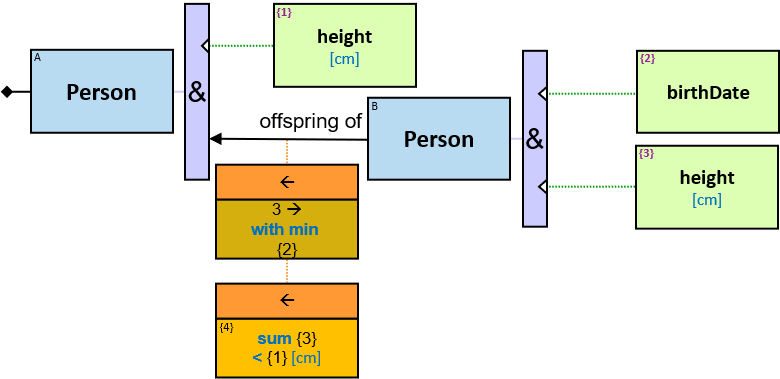 A
Person
&
{1}
height
[cm]
offspring of
B
Person
&
{2}
birthDate
{3}
height
[cm]
←
3 →
with min
{2}
←
{4}
sum {3}
< {1} [cm]